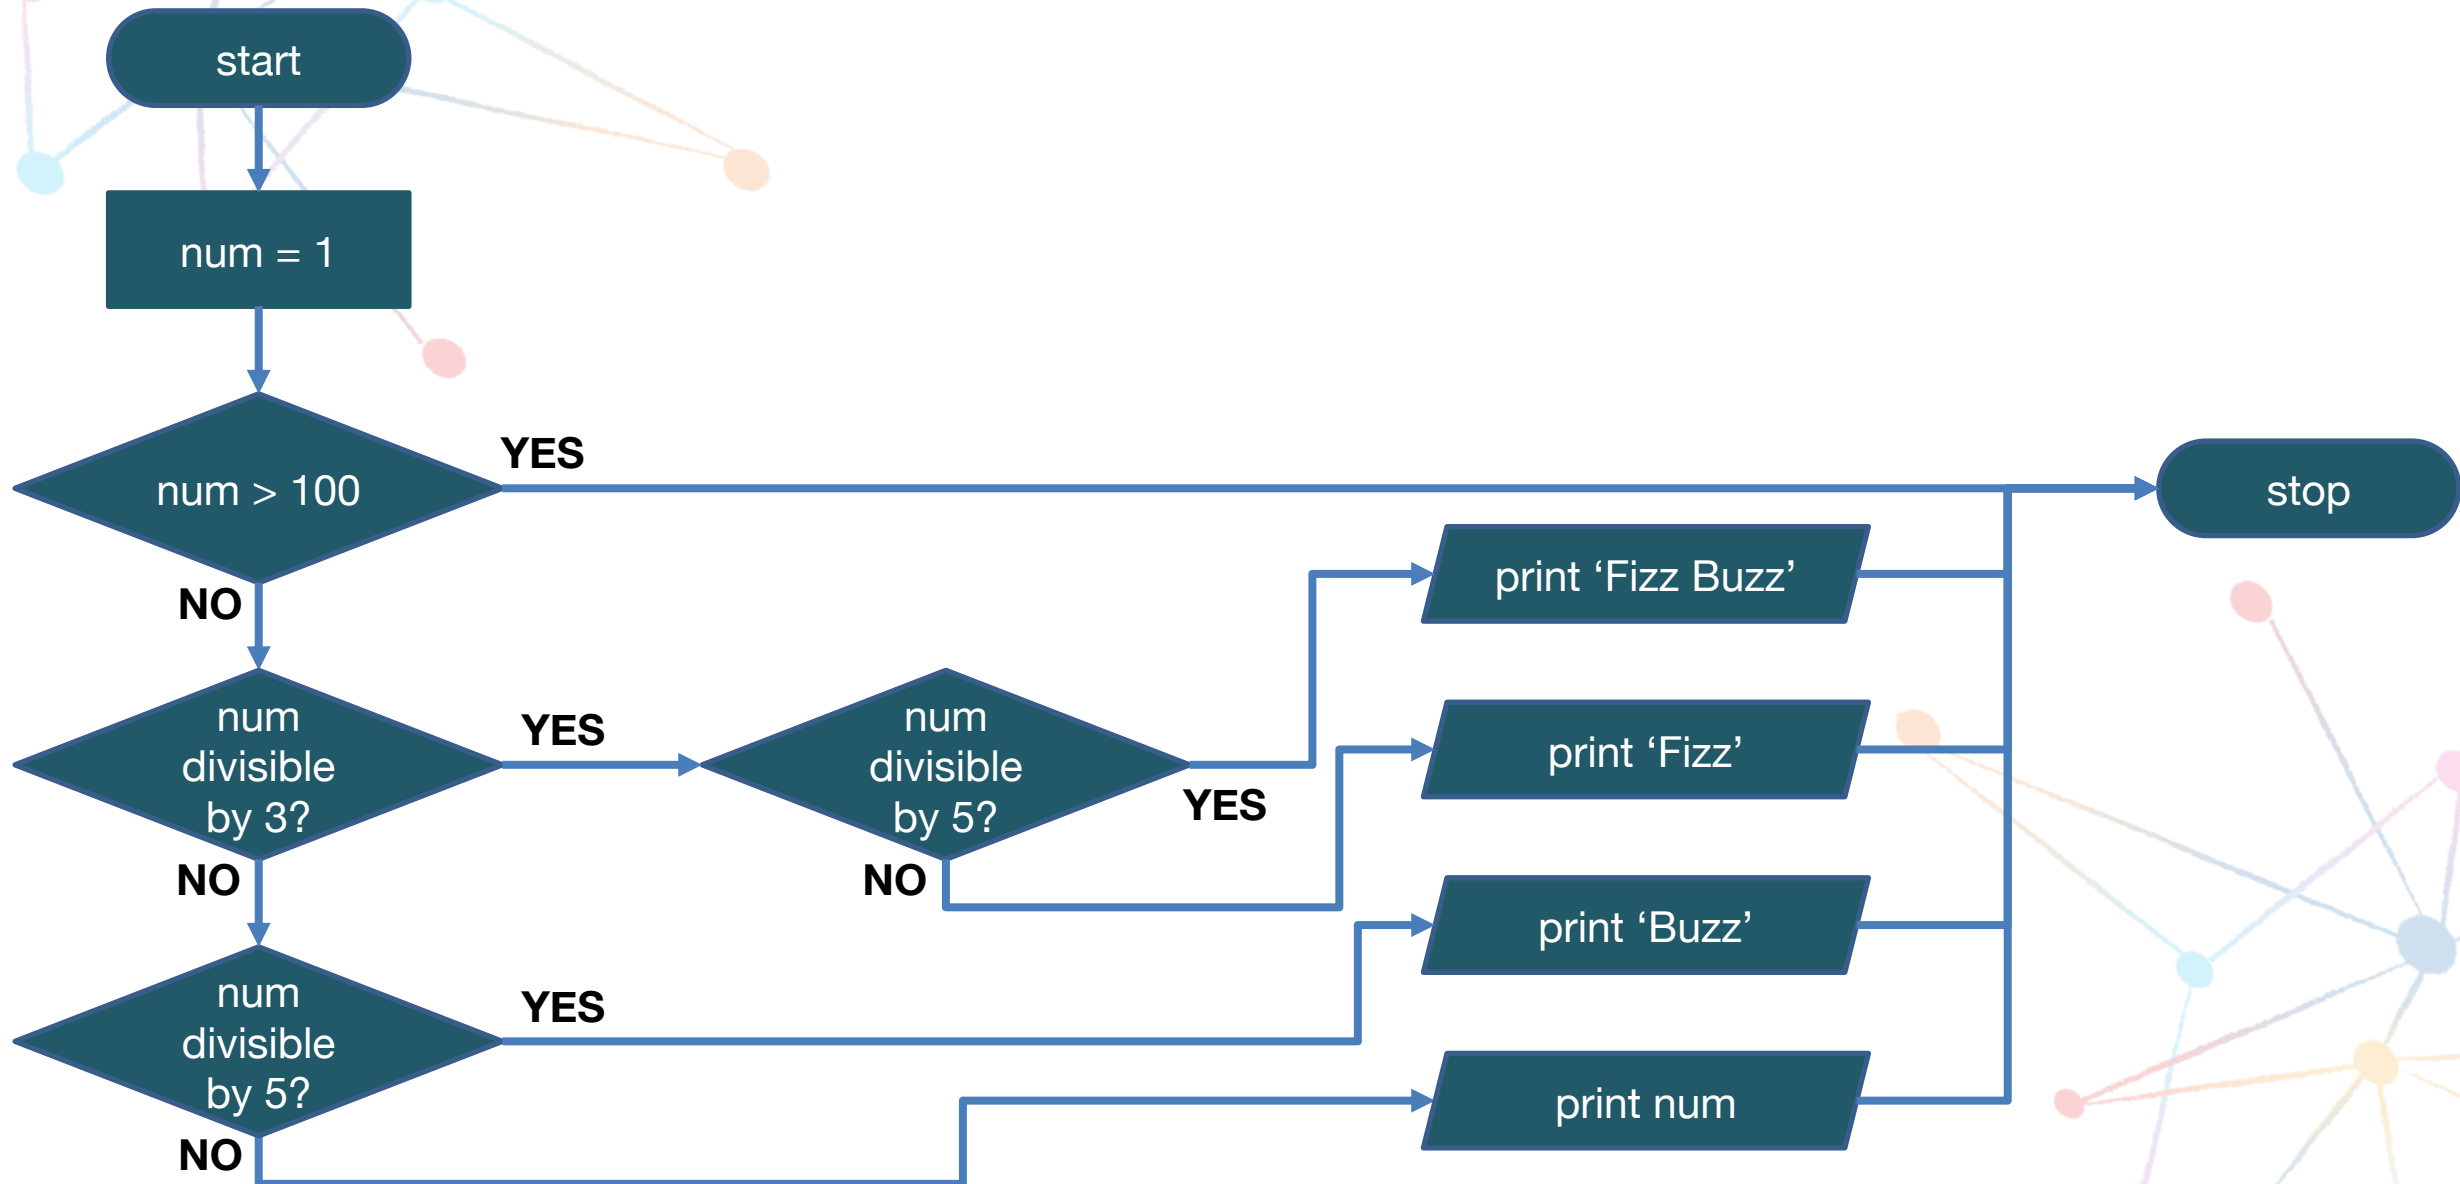 start
num = 1
num > 100
YES
stop
NO
print ‘Fizz Buzz’
num
divisible
by 3?
YES
num
divisible
by 5?
YES
print ‘Fizz’
NO
NO
print ‘Buzz’
num
divisible
by 5?
YES
print num
NO